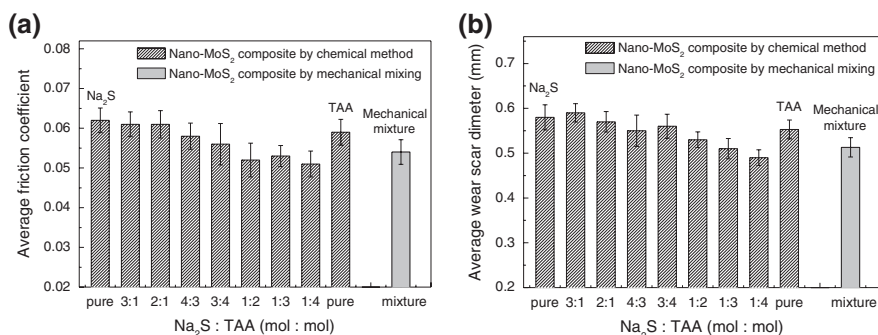 (a)
0.08
0.07
0.06
0.05
0.04
0.03
0.02
Average friction coefficient
Nano-MoS₂ composite by chemical method
Nano-MoS₂ composite by mechanical mixing
Na₂S
TAA
Mechanical
mixture
pure 3:1 2:1 4:3 3:4 1:2 1:3 1:4 pure mixture
Na₂S : TAA (mol : mol)
(b)
0.7
0.6
0.5
0.4
0.3
0.2
Average wear scar dimeter (mm)
Nano-MoS₂ composite by chemical method
Nano-MoS₂ composite by mechanical mixing
Na₂S
TAA
Mechanical
mixture
pure 3:1 2:1 4:3 3:4 1:2 1:3 1:4 pure mixture
Na₂S : TAA (mol : mol)